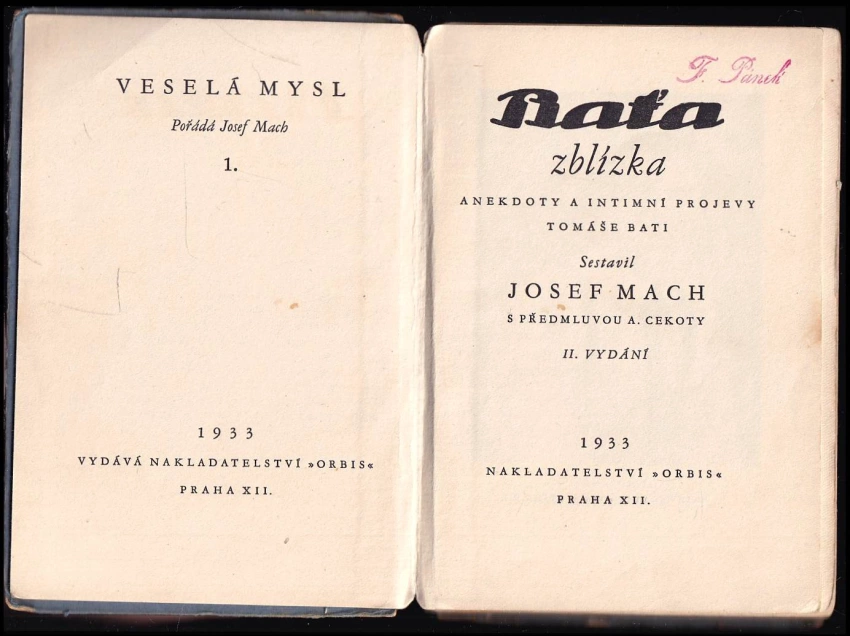 VESELÁ MYSL
Pořádá Josef Mach
1.
1933
VYDÁVÁ NAKLADATELSTVÍ »ORBIS«
PRAHA XII.
F. Pánek
Baťa
zblízka
ANEKDOTY A INTIMNÍ PROJEVY
TOMÁŠE BATI
Sestavil
JOSEF MACH
S PŘEDMLUVOU A. CEKOTY
II. VYDÁNÍ
1933
NAKLADATELSTVÍ »ORBIS«
PRAHA XII.